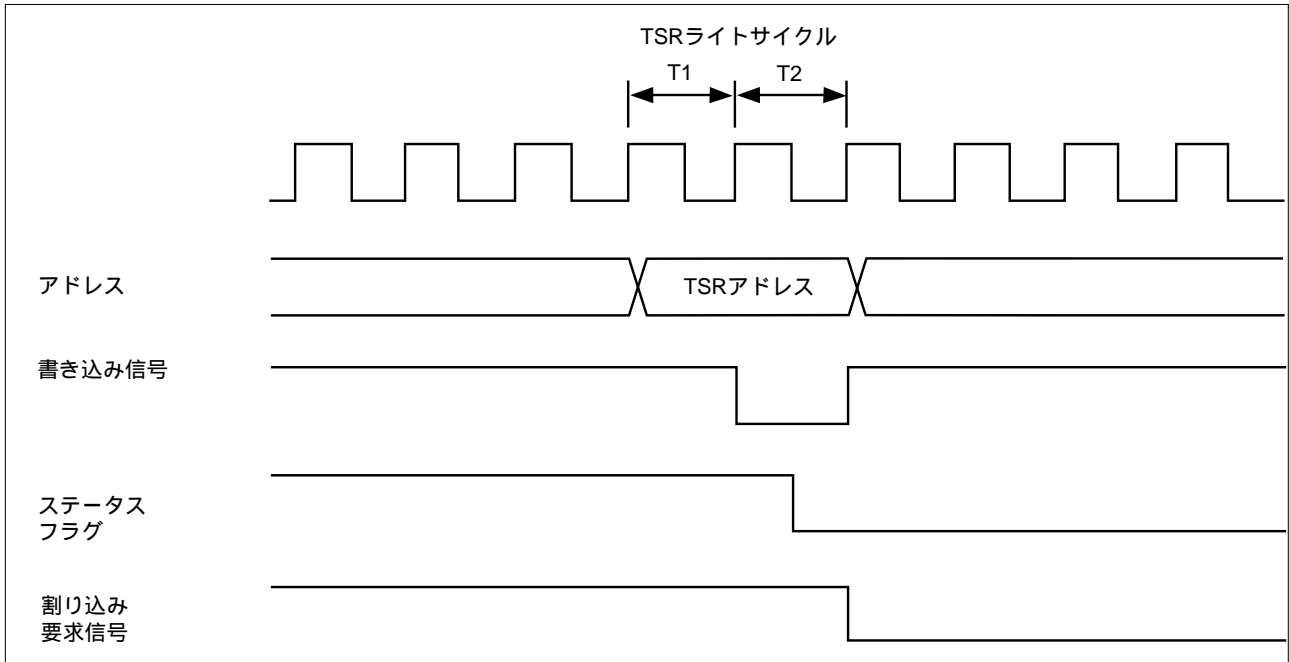 TSRライトサイクル
T1 T2
アドレス TSRアドレス
書き込み信号
ステータス
フラグ
割り込み
要求信号